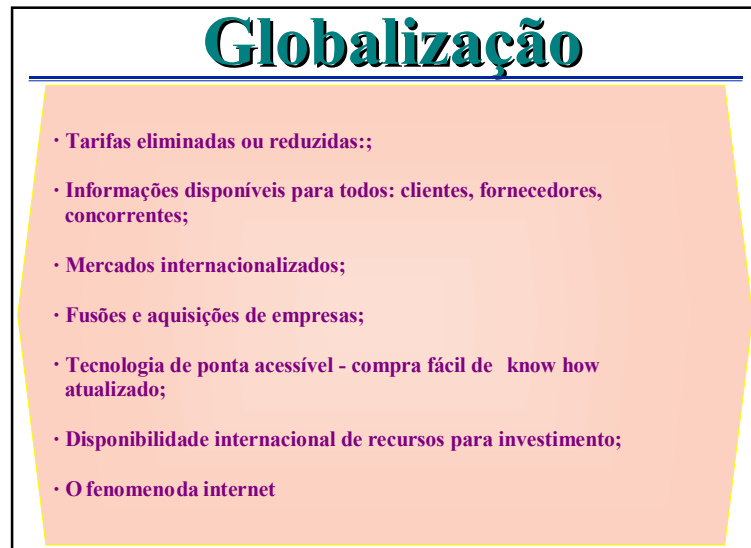 Globalização
· Tarifas eliminadas ou reduzidas:;
· Informações disponíveis para todos: clientes, fornecedores,
concorrentes;
· Mercados internacionalizados;
· Fusões e aquisições de empresas;
· Tecnologia de ponta acessível - compra fácil de know how
atualizado;
· Disponibilidade internacional de recursos para investimento;
· O fenomenoda internet